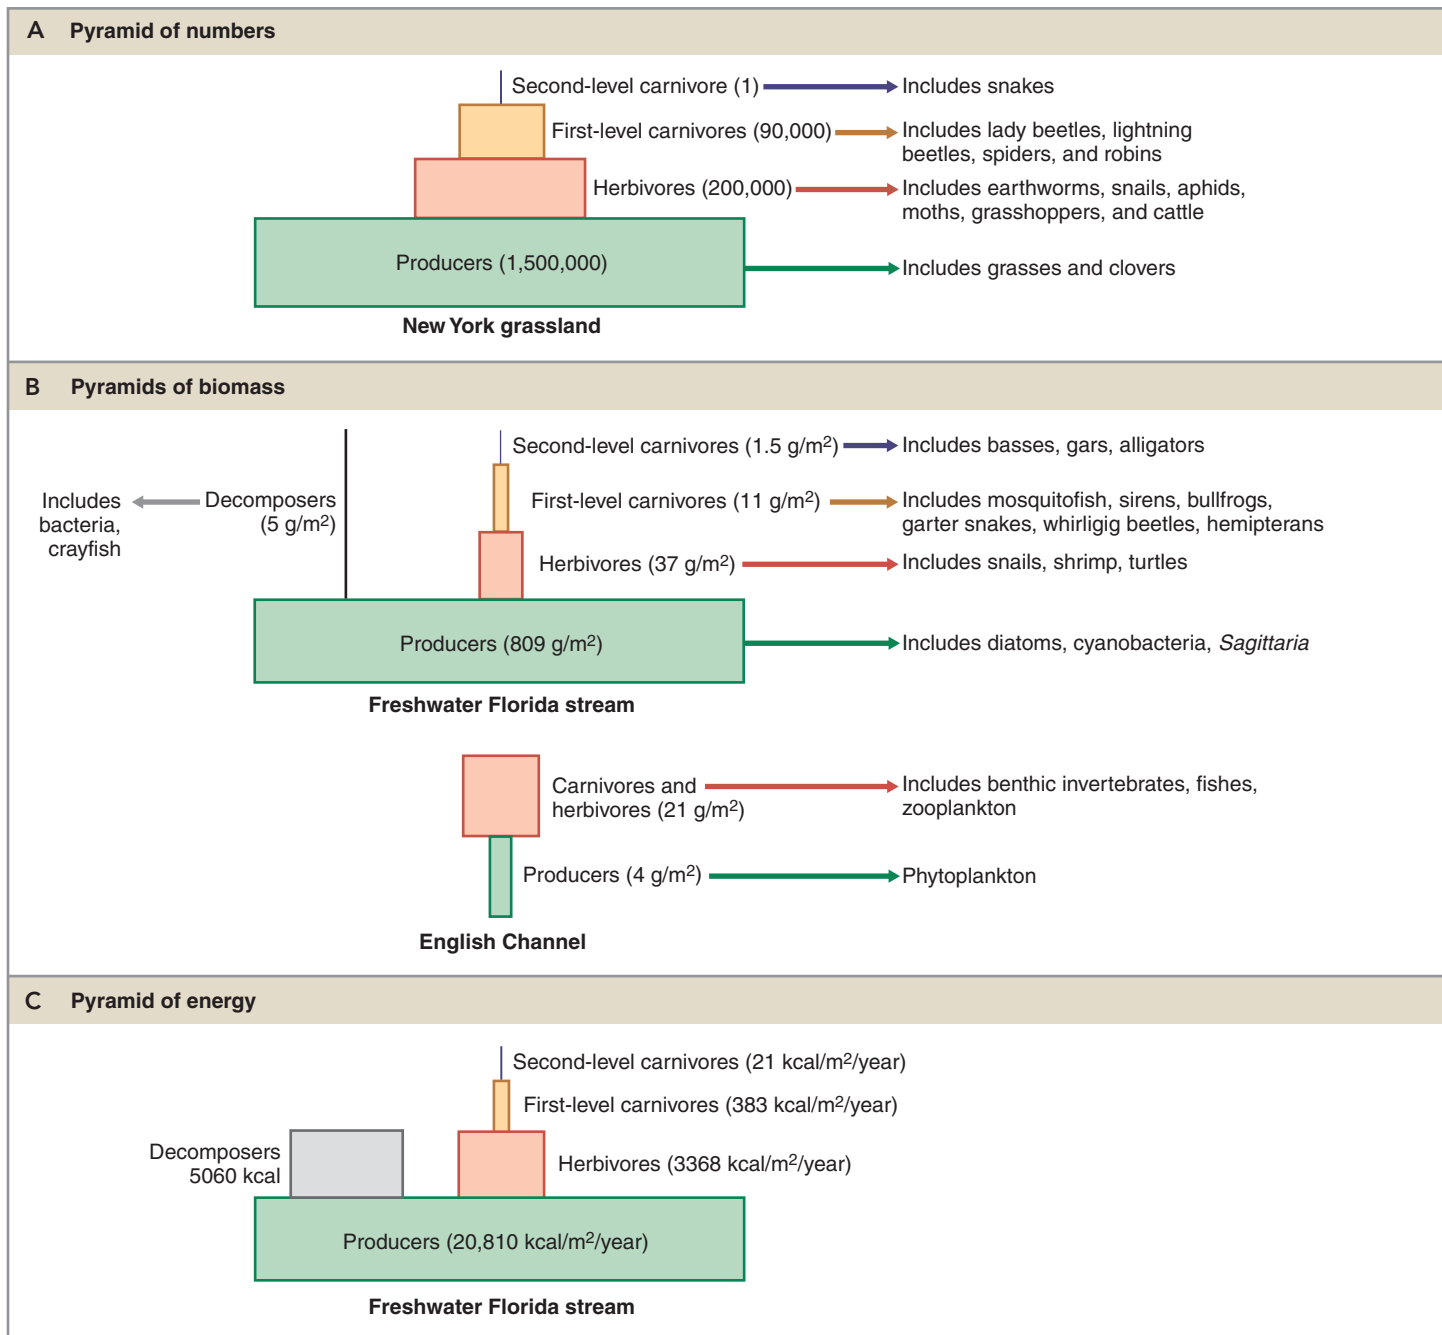 A Pyramid of numbers
Second-level carnivore (1)
Includes snakes
First-level carnivores (90,000)
Includes lady beetles, lightning
beetles, spiders, and robins
Herbivores (200,000)
Includes earthworms, snails, aphids,
moths, grasshoppers, and cattle
Producers (1,500,000)
Includes grasses and clovers
New York grassland
B Pyramids of biomass
Second-level carnivores (1.5 g/m²)
Includes basses, gars, alligators
Includes
bacteria,
crayfish
Decomposers
(5 g/m²)
First-level carnivores (11 g/m²)
Includes mosquitofish, sirens, bullfrogs,
garter snakes, whirligig beetles, hemipterans
Herbivores (37 g/m²)
Includes snails, shrimp, turtles
Producers (809 g/m²)
Includes diatoms, cyanobacteria, Sagittaria
Freshwater Florida stream
Carnivores and
herbivores (21 g/m²)
Includes benthic invertebrates, fishes,
zooplankton
Producers (4 g/m²)
Phytoplankton
English Channel
C Pyramid of energy
Second-level carnivores (21 kcal/m²/year)
First-level carnivores (383 kcal/m²/year)
Decomposers
5060 kcal
Herbivores (3368 kcal/m²/year)
Producers (20,810 kcal/m²/year)
Freshwater Florida stream